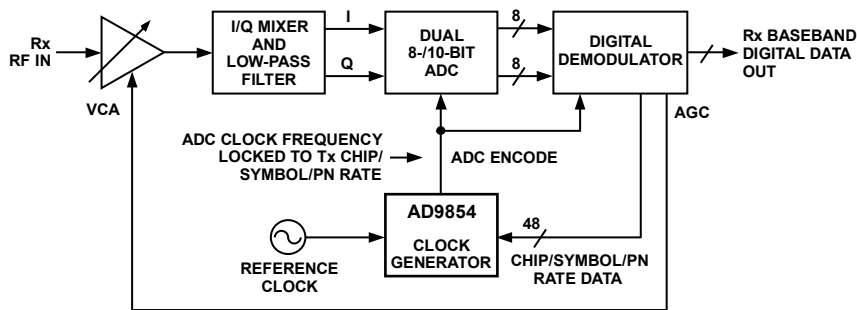 Rx
RF IN
VCA
I/Q MIXER
AND
LOW-PASS
FILTER
I
Q
DUAL
8-/10-BIT
ADC
8
8
DIGITAL
DEMODULATOR
Rx BASEBAND
DIGITAL DATA
OUT
AGC
ADC CLOCK FREQUENCY
LOCKED TO Tx CHIP/
SYMBOL/PN RATE
ADC ENCODE
AD9854
CLOCK
GENERATOR
REFERENCE
CLOCK
48
CHIP/SYMBOL/PN
RATE DATA